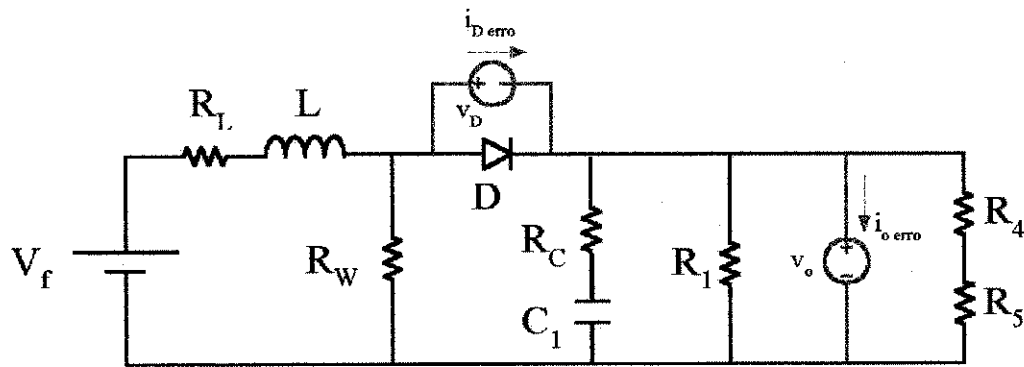 i_D erro
v_D
R_L
L
D
V_f
R_W
R_C
C_1
R_1
v_o
i_o erro
R_4
R_5